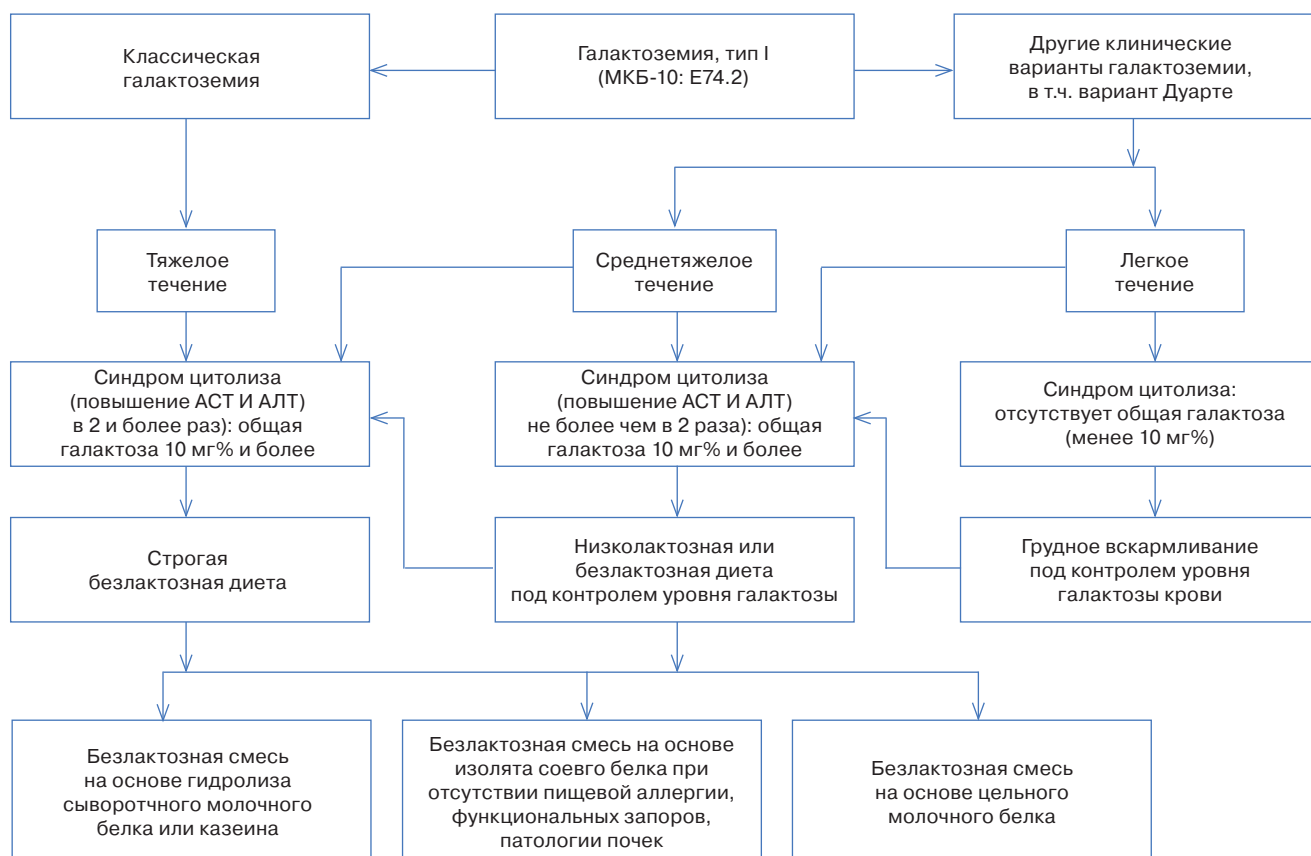 Классическая
галактоземия
Галактоземия, тип I
(МКБ-10: E74.2)
Другие клинические
варианты галактоземии,
в т.ч. вариант Дуарте
Тяжелое
течение
Среднетяжелое
течение
Легкое
течение
Синдром цитолиза
(повышение АСТ И АЛТ)
в 2 и более раз): общая
галактоза 10 мг% и более
Синдром цитолиза
(повышение АСТ И АЛТ)
не более чем в 2 раза): общая
галактоза 10 мг% и более
Синдром цитолиза:
отсутствует общая галактоза
(менее 10 мг%)
Строгая
безлактозная диета
Низколактозная или
безлактозная диета
под контролем уровня галактозы
Грудное вскармливание
под контролем уровня
галактозы крови
Безлактозная смесь
на основе гидролиза
сывороτчного молочного
белка или казеина
Безлактозная смесь на основе
изолята соевго белка при
отсутствии пищевой аллергии,
функциональных запоров,
патологии почек
Безлактозная смесь
на основе цельного
молочного белка